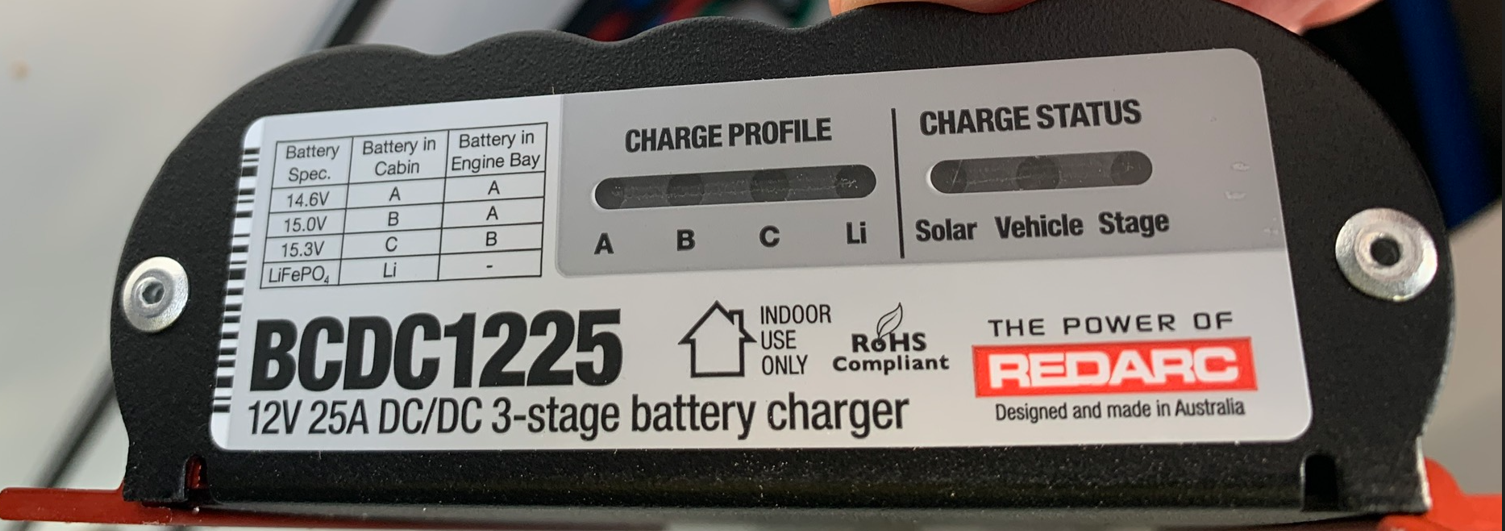 Battery Spec. Battery in Cabin Battery in Engine Bay
14.6V A A
15.0V B A
15.3V C B
LiFePO₄ Li -
CHARGE PROFILE
A B C Li
CHARGE STATUS
Solar Vehicle Stage
BCDC1225
12V 25A DC/DC 3-stage battery charger
INDOOR
USE
ONLY
RoHS
Compliant
THE POWER OF
REDARC
Designed and made in Australia